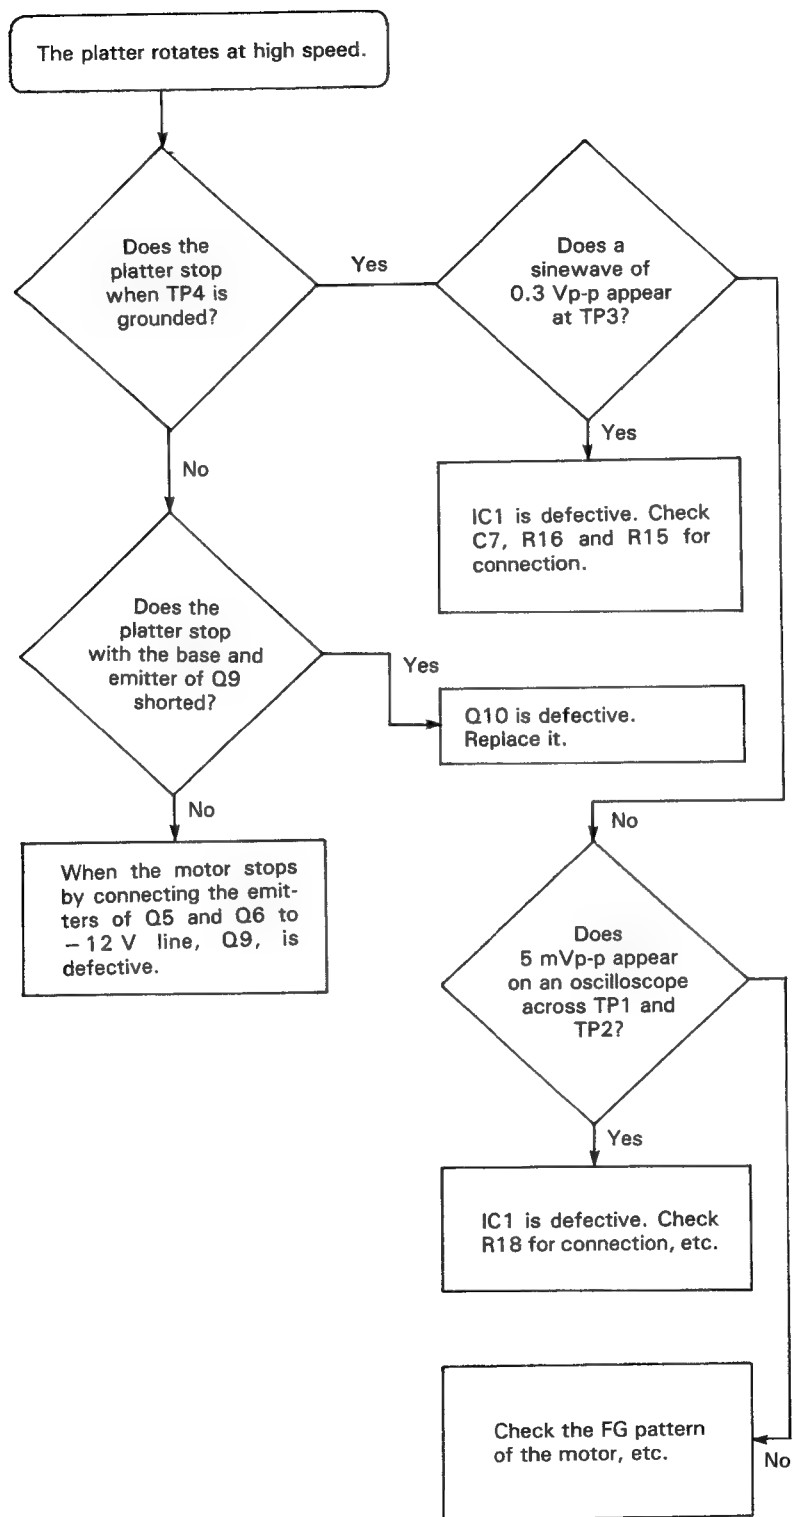 The platter rotates at high speed.
Does the
platter stop
when TP4 is
grounded?
Yes
Does a
sinewave of
0.3 Vp-p appear
at TP3?
Yes
IC1 is defective. Check
C7, R16 and R15 for
connection.
No
Does the
platter stop
with the base and
emitter of Q9
shorted?
Yes
Q10 is defective.
Replace it.
No
When the motor stops
by connecting the emit-
ters of Q5 and Q6 to
– 12 V line, Q9, is
defective.
No
Does
5 mVp-p appear
on an oscilloscope
across TP1 and
TP2?
Yes
IC1 is defective. Check
R18 for connection, etc.
Check the FG pattern
of the motor, etc.
No